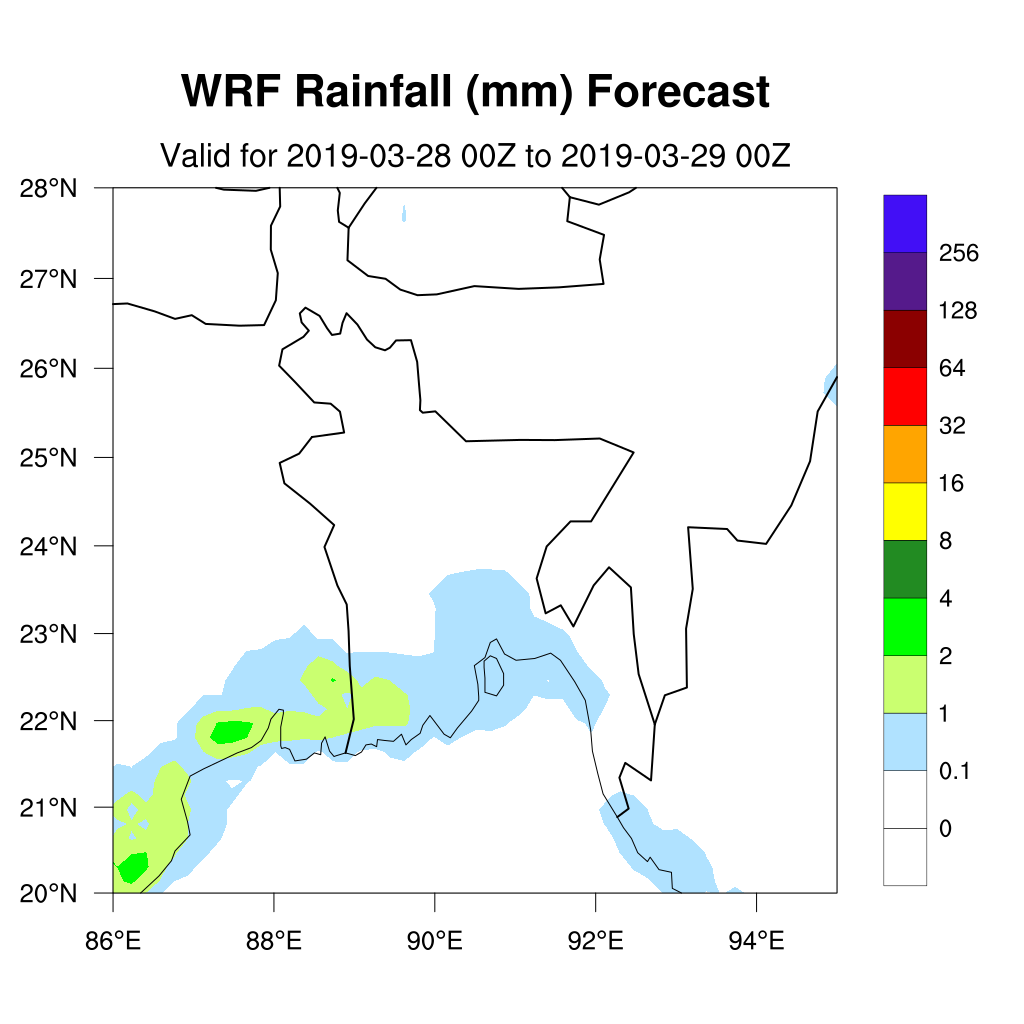 WRF Rainfall (mm) Forecast
Valid for 2019-03-28 00Z to 2019-03-29 00Z
28°N
27°N
26°N
25°N
24°N
23°N
22°N
21°N
20°N
86°E
88°E
90°E
92°E
94°E
256
128
64
32
16
8
4
2
1
0.1
0